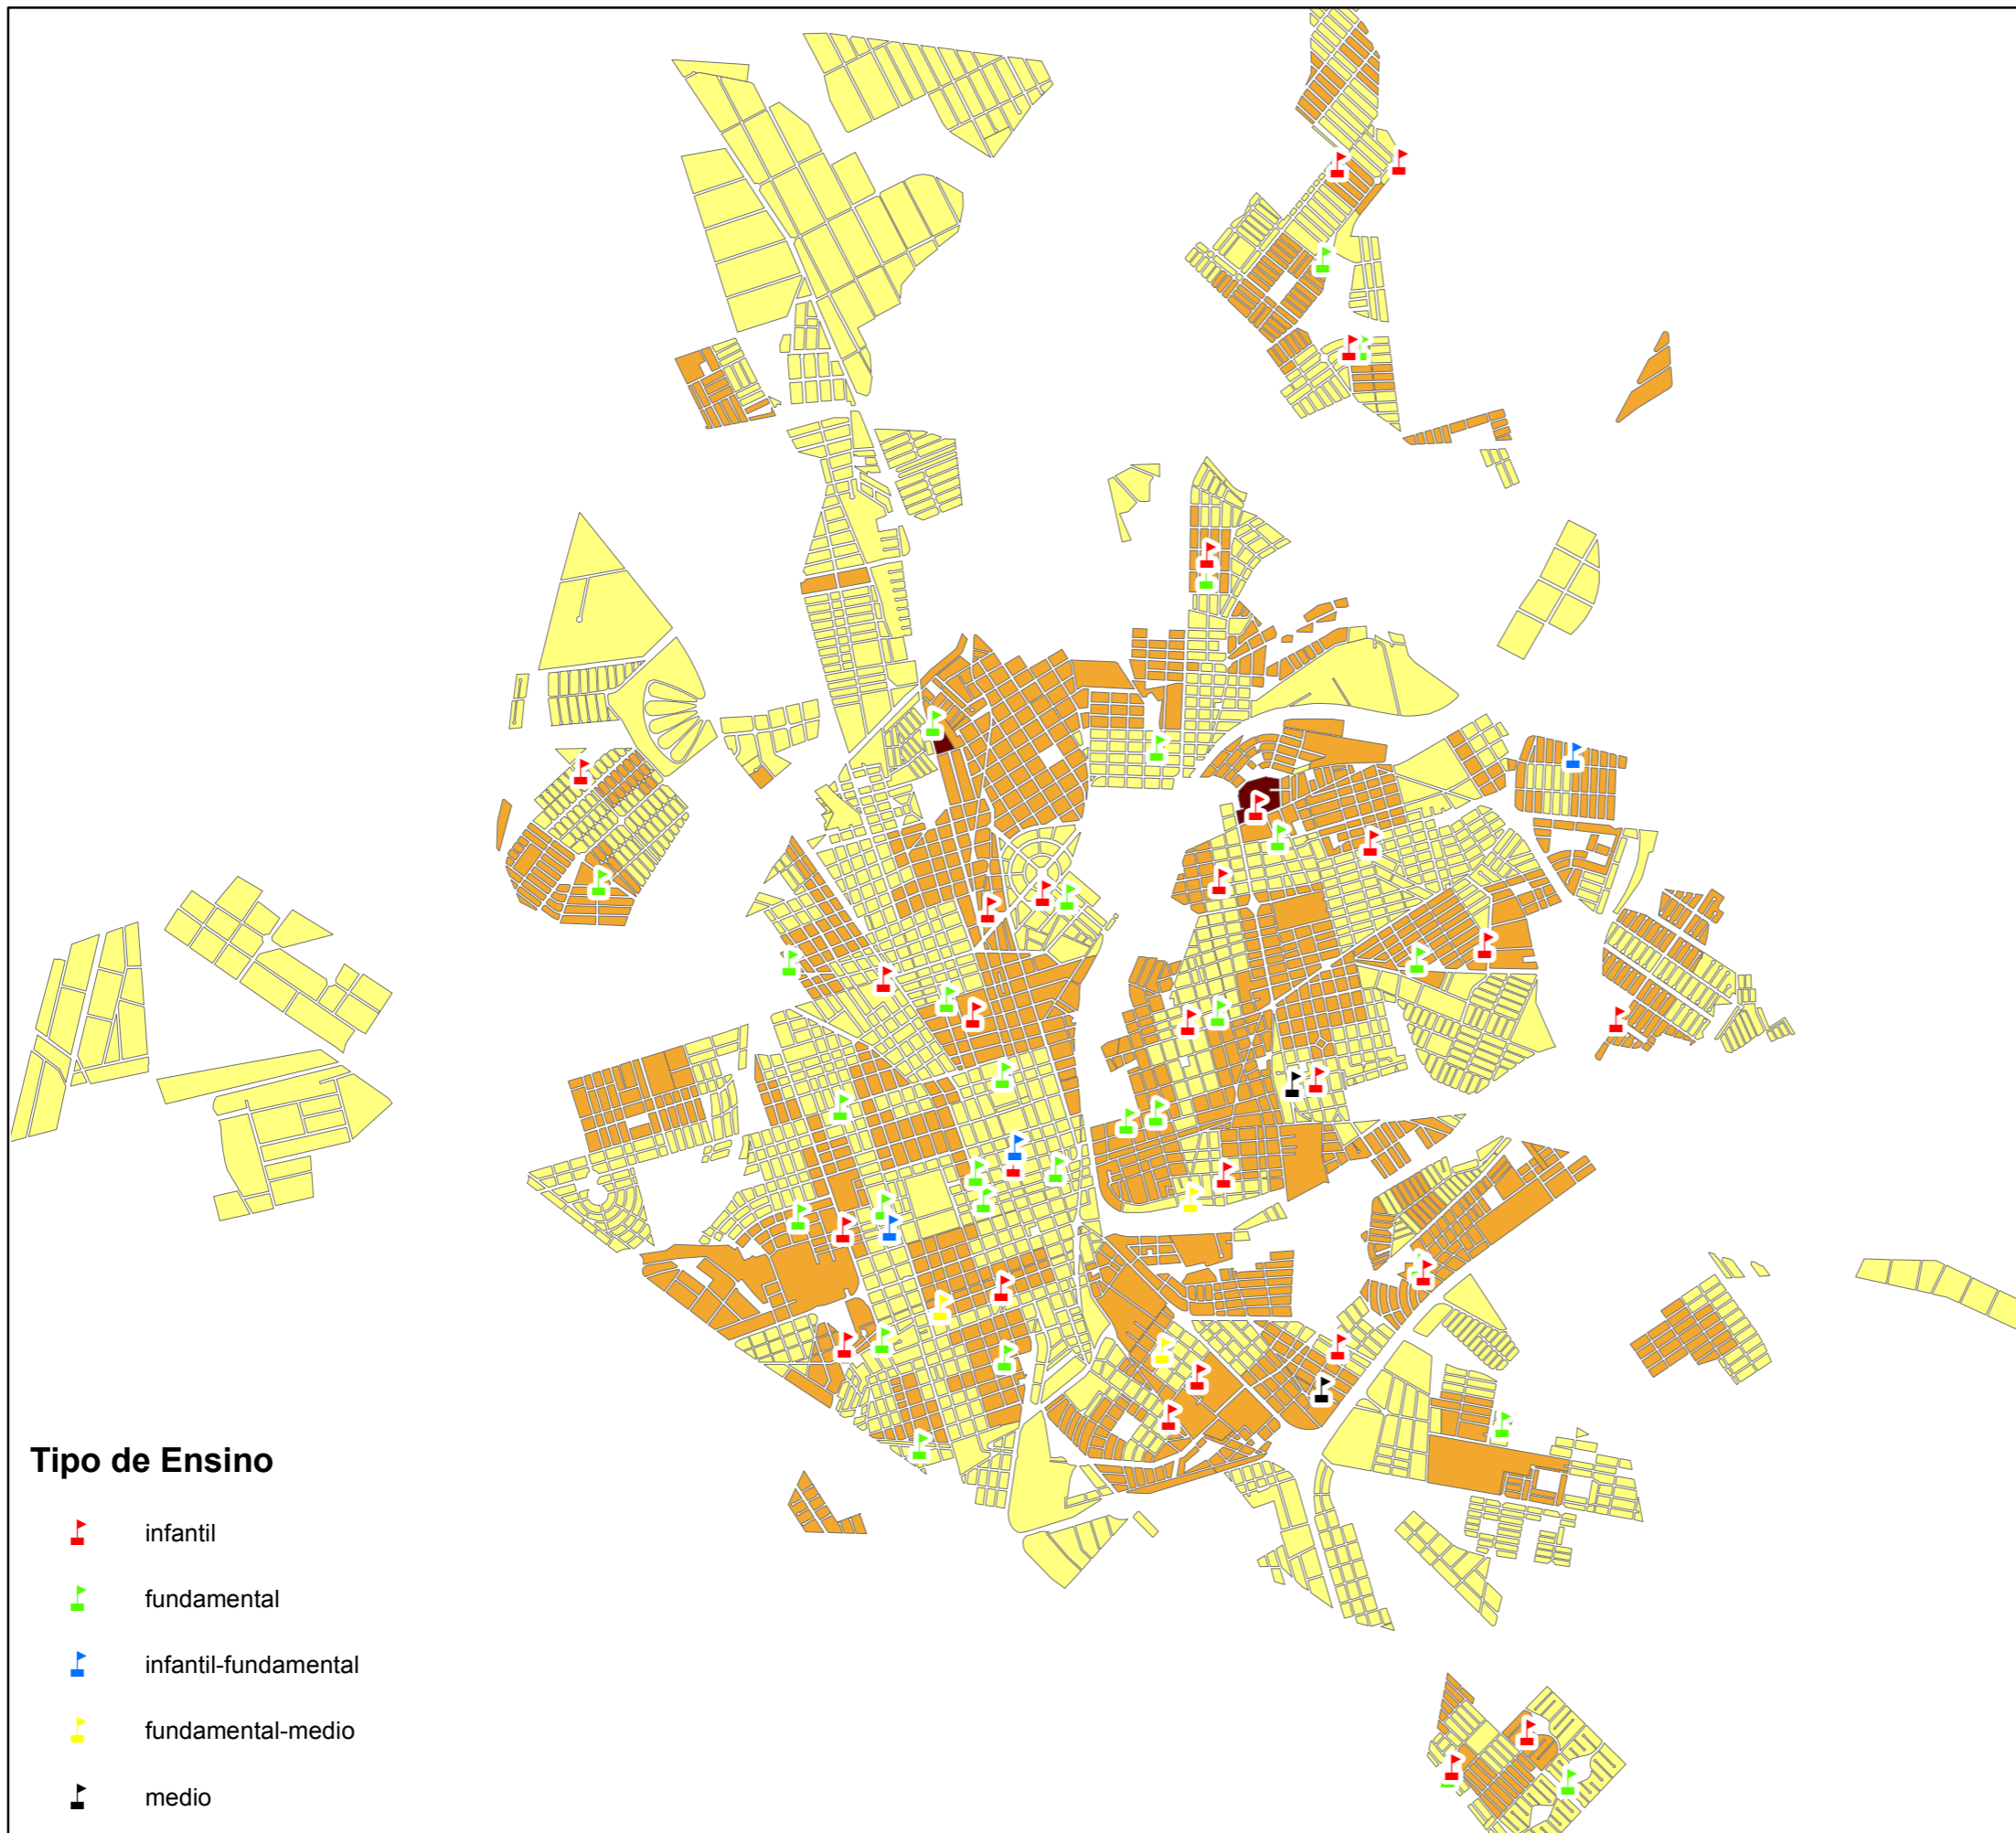 Tipo de Ensino
infantil
fundamental
infantil-fundamental
fundamental-medio
medio